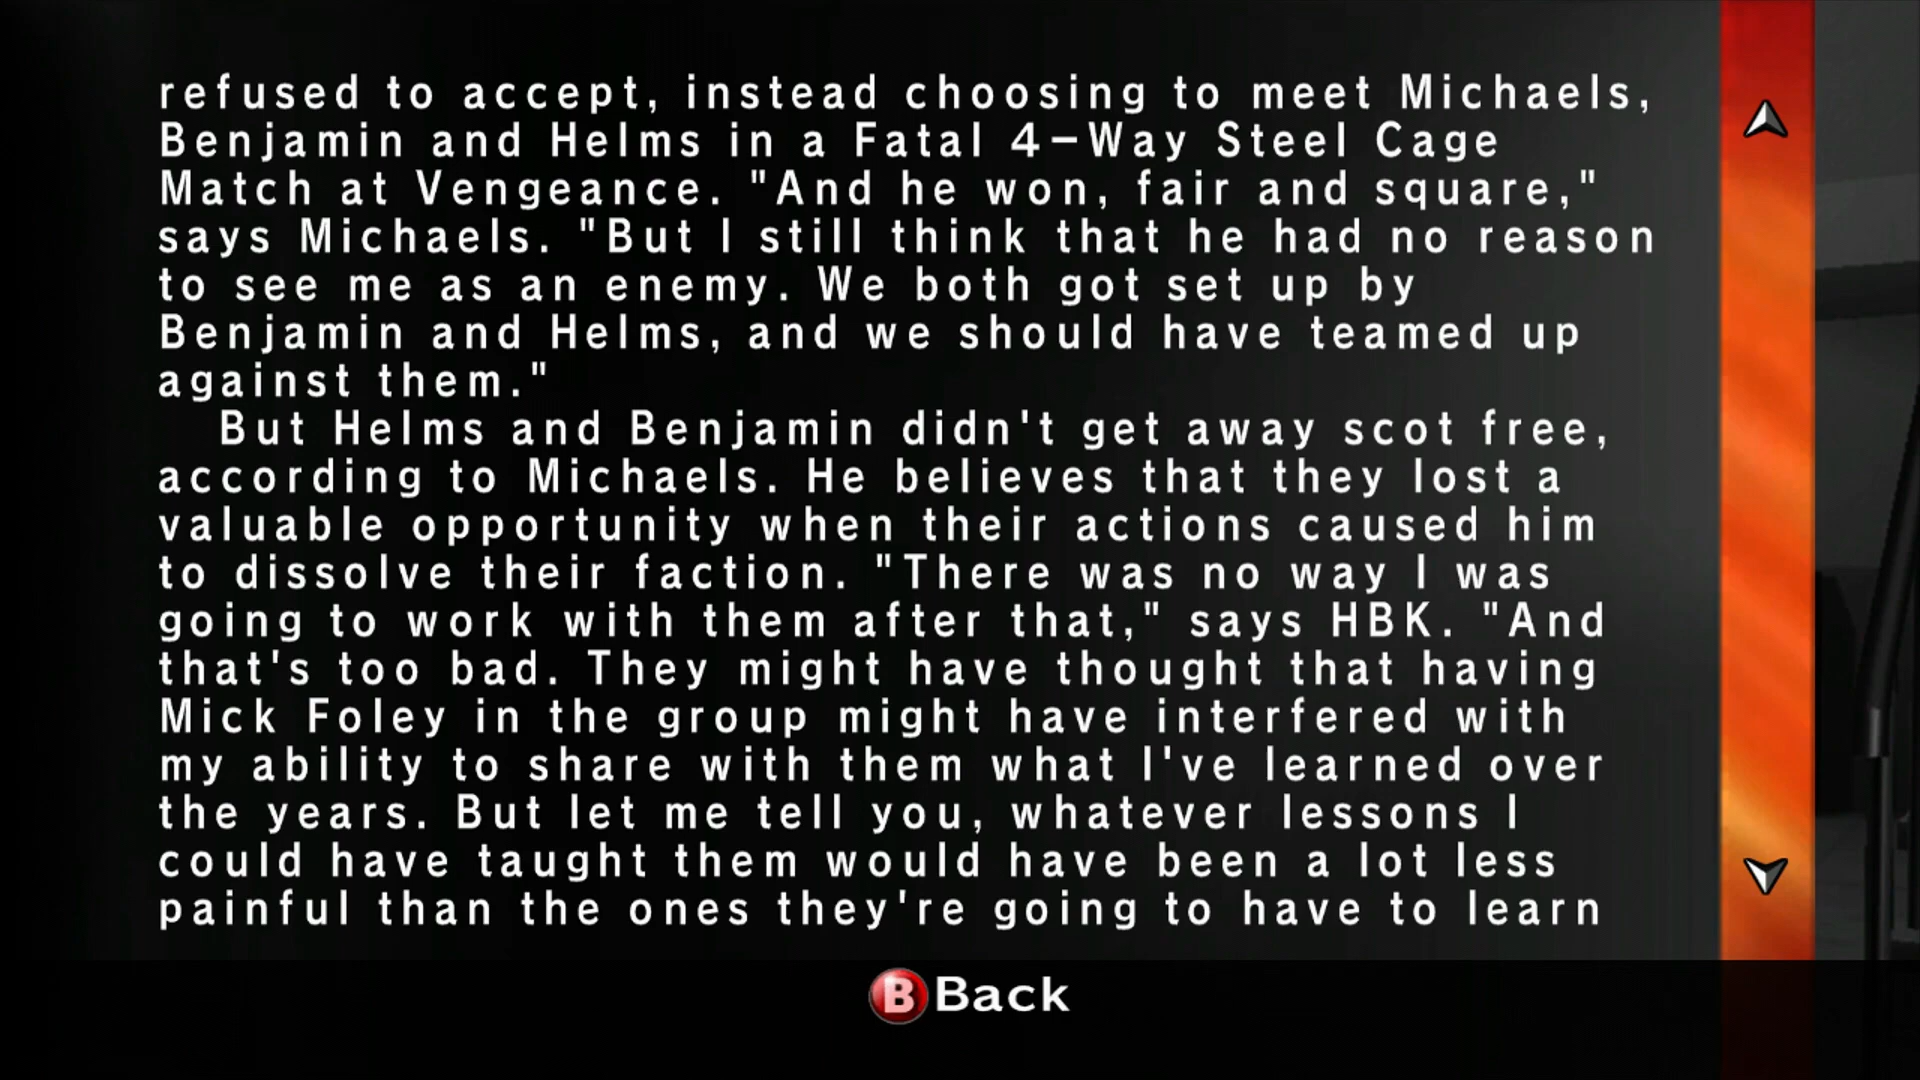 refused to accept, instead choosing to meet Michaels,
Benjamin and Helms in a Fatal 4-Way Steel Cage
Match at Vengeance. "And he won, fair and square,"
says Michaels. "But I still think that he had no reason
to see me as an enemy. We both got set up by
Benjamin and Helms, and we should have teamed up
against them."
But Helms and Benjamin didn't get away scot free,
according to Michaels. He believes that they lost a
valuable opportunity when their actions caused him
to dissolve their faction. "There was no way I was
going to work with them after that," says HBK. "And
that's too bad. They might have thought that having
Mick Foley in the group might have interfered with
my ability to share with them what I've learned over
the years. But let me tell you, whatever lessons I
could have taught them would have been a lot less
painful than the ones they're going to have to learn
B Back